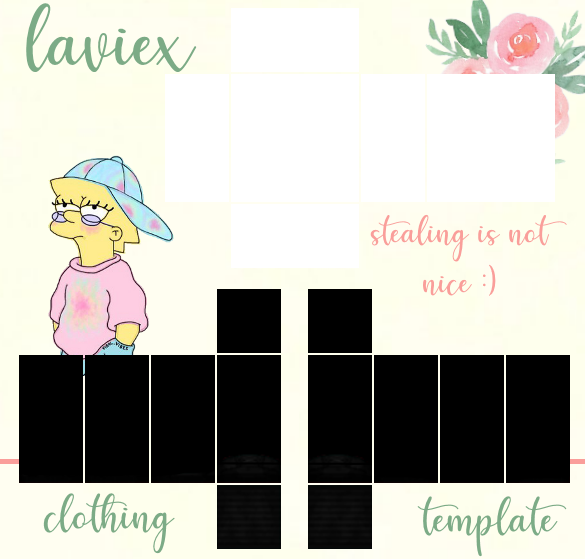 laviex
stealing is not
nice :)
clothing
template